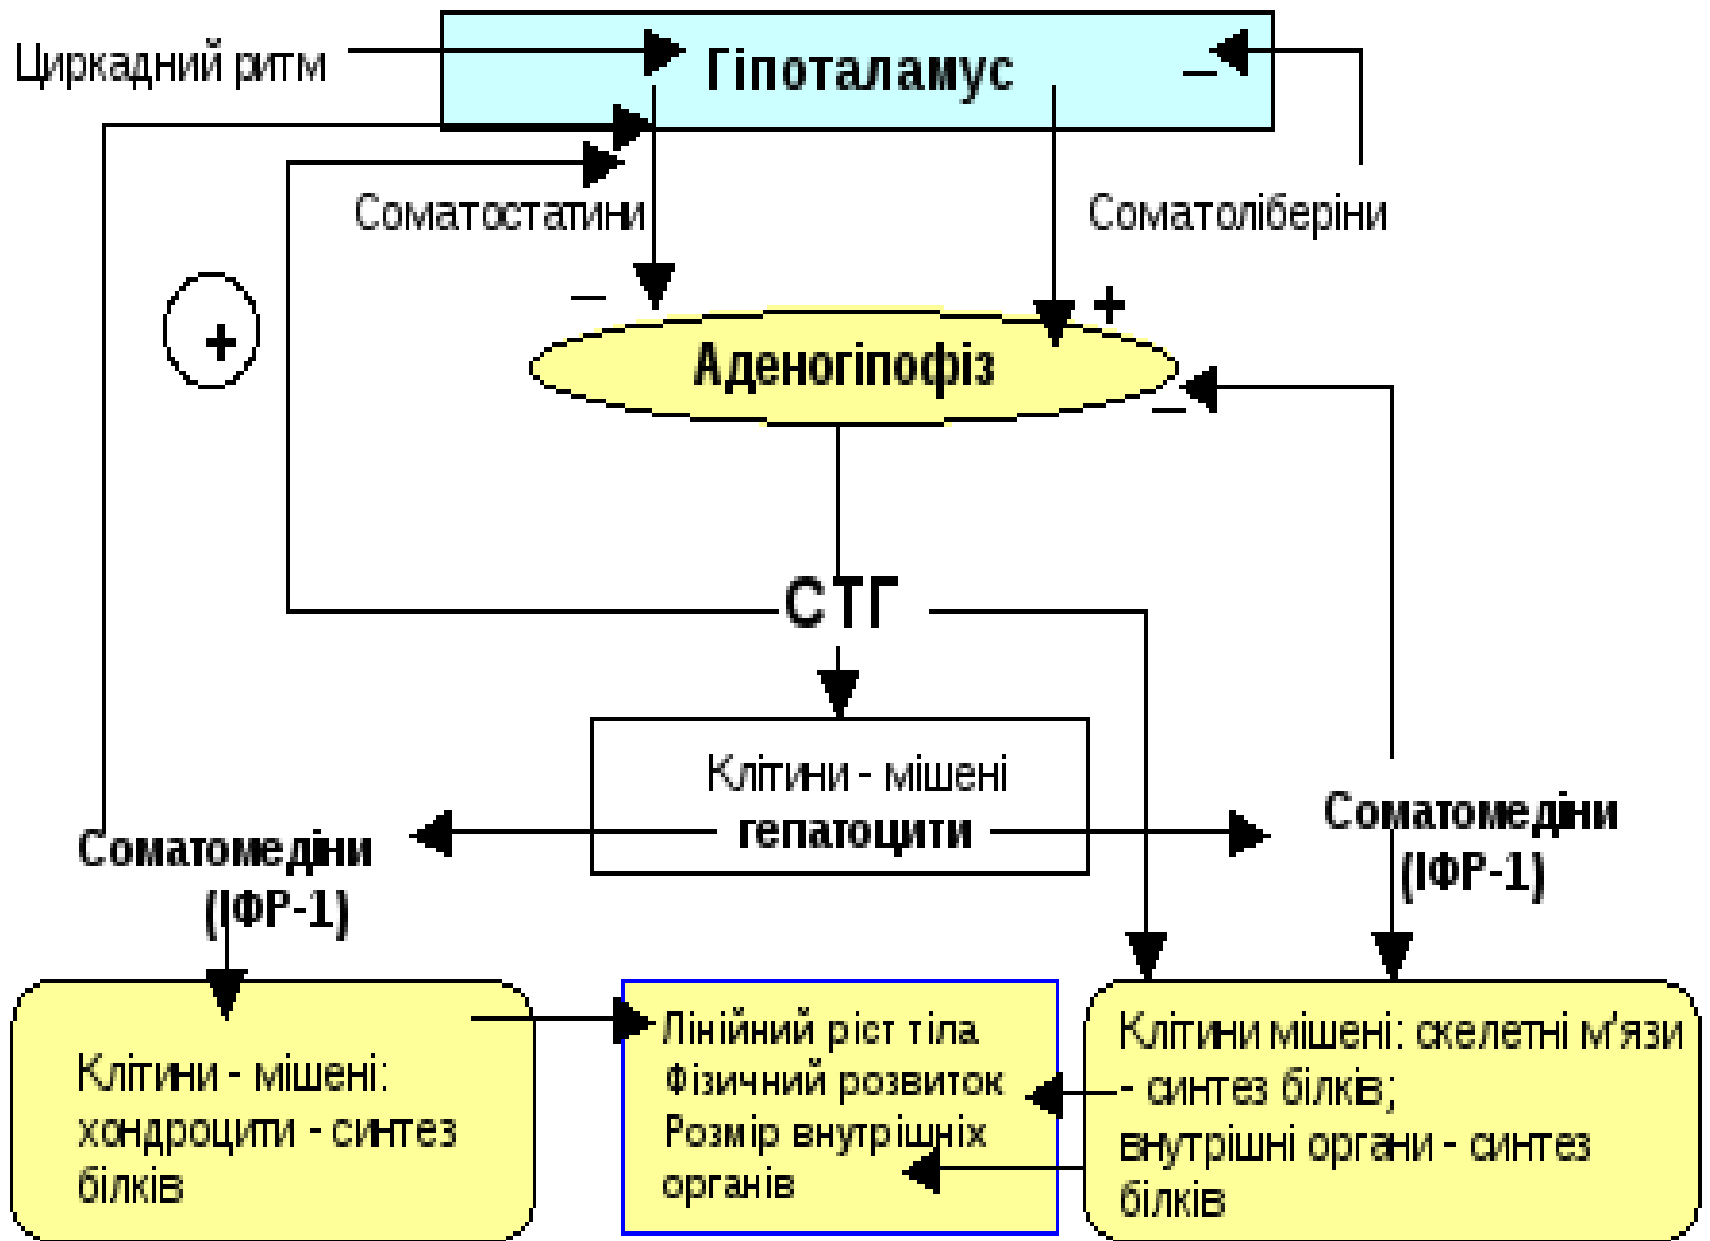 Циркадний ритм
Гіпоталамус
–
Соматостатини
Соматоліберіни
+
–
+
Аденогіпофіз
–
СТГ
Клітини - мішені
гепатоцити
Соматомедіни
(ІФР-1)
Соматомедіни
(ІФР-1)
Клітини - мішені:
хондроцити - синтез
білків
Лінійний ріст тіла
Фізичний розвиток
Розмір внутрішніх
органів
Клітини мішені: скелетні м'язи
- синтез білків;
внутрішні органи - синтез
білків